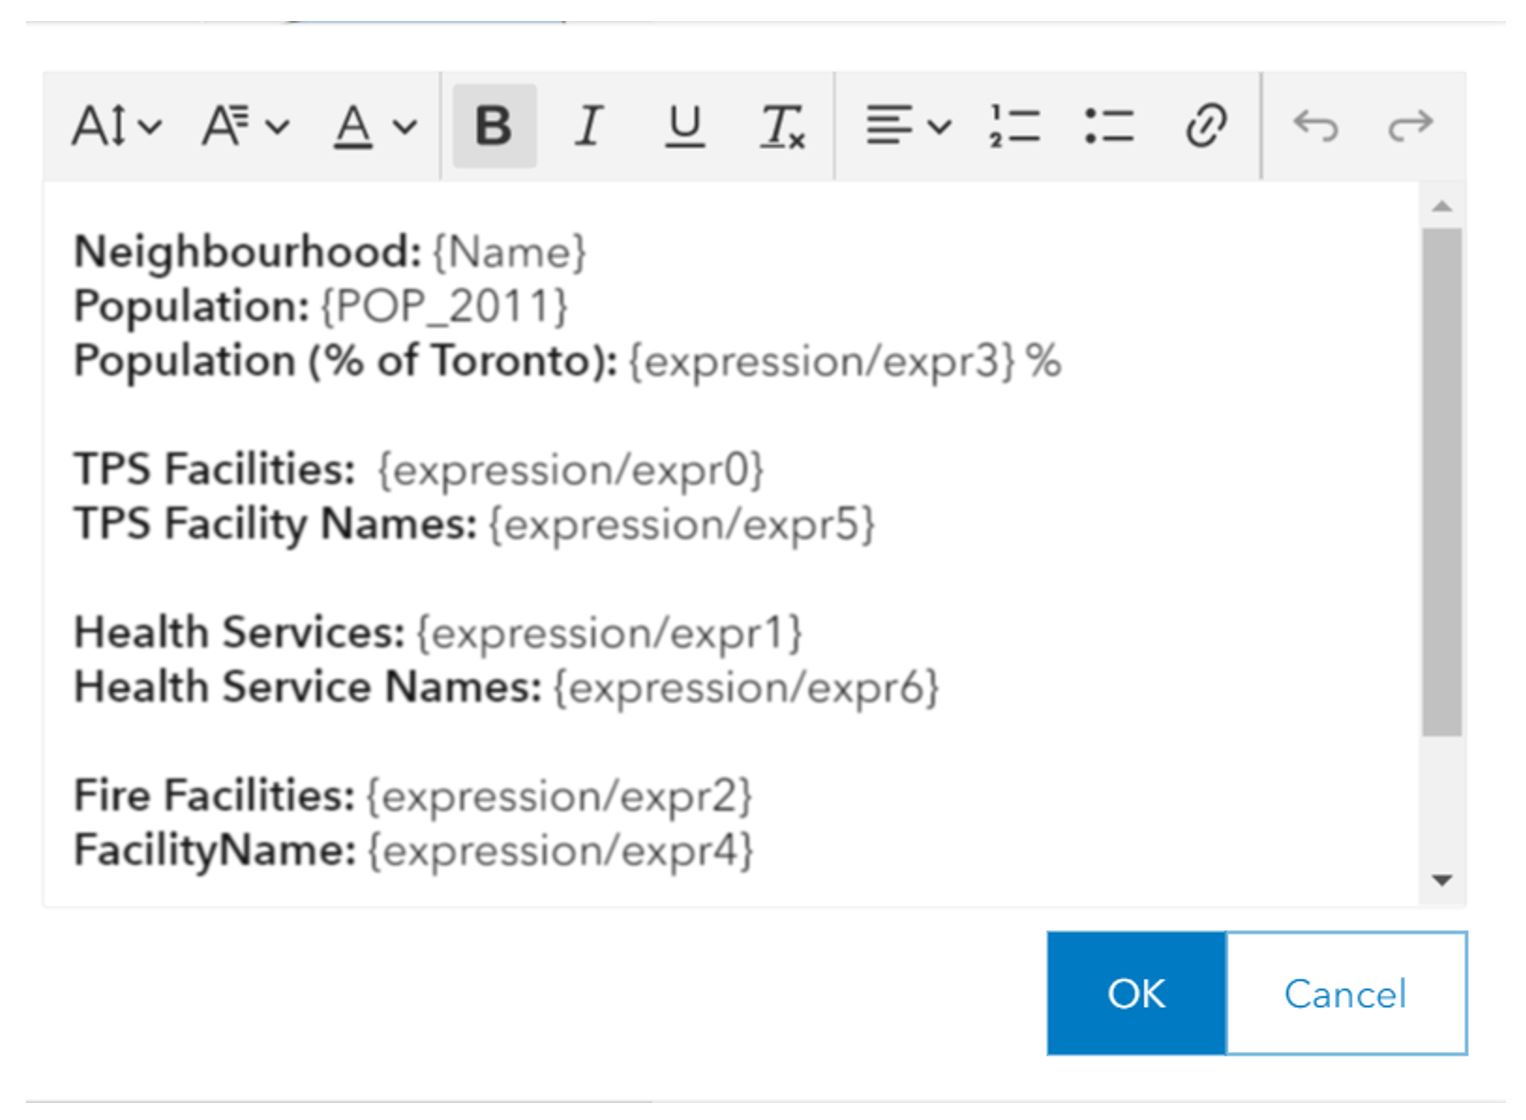 Neighbourhood: {Name}
Population: {POP_2011}
Population (% of Toronto): {expression/expr3} %
TPS Facilities:  {expression/expr0}
TPS Facility Names: {expression/expr5}
Health Services: {expression/expr1}
Health Service Names: {expression/expr6}
Fire Facilities: {expression/expr2}
FacilityName: {expression/expr4}
OK Cancel